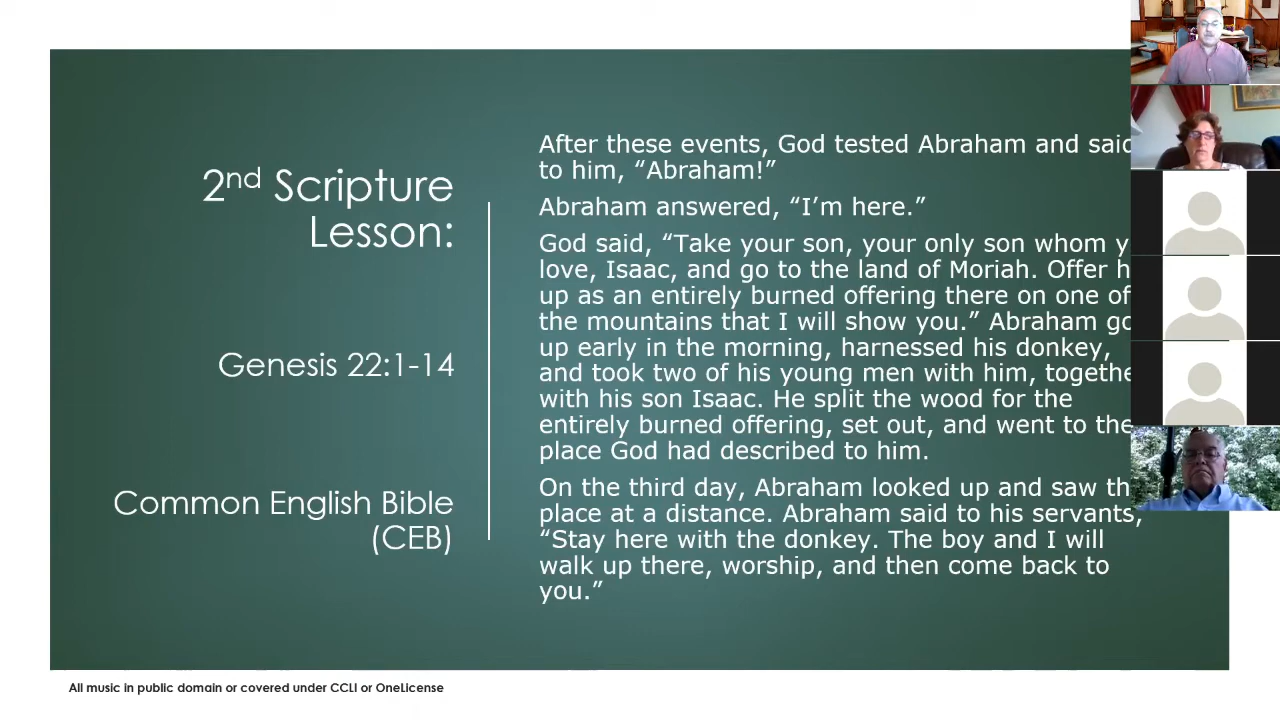 2nd Scripture
Lesson:
Genesis 22:1-14
Common English Bible
(CEB)
After these events, God tested Abraham and said
to him, “Abraham!”
Abraham answered, “I’m here.”
God said, “Take your son, your only son whom y
love, Isaac, and go to the land of Moriah. Offer h
up as an entirely burned offering there on one of
the mountains that I will show you.” Abraham go
up early in the morning, harnessed his donkey,
and took two of his young men with him, togethe
with his son Isaac. He split the wood for the
entirely burned offering, set out, and went to the
place God had described to him.
On the third day, Abraham looked up and saw th
place at a distance. Abraham said to his servants,
“Stay here with the donkey. The boy and I will
walk up there, worship, and then come back to
you.”
All music in public domain or covered under CCLI or OneLicense